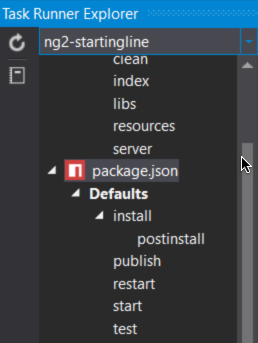 Task Runner Explorer
ng2-startingline
clean
index
libs
resources
server
package.json
Defaults
install
postinstall
publish
restart
start
test